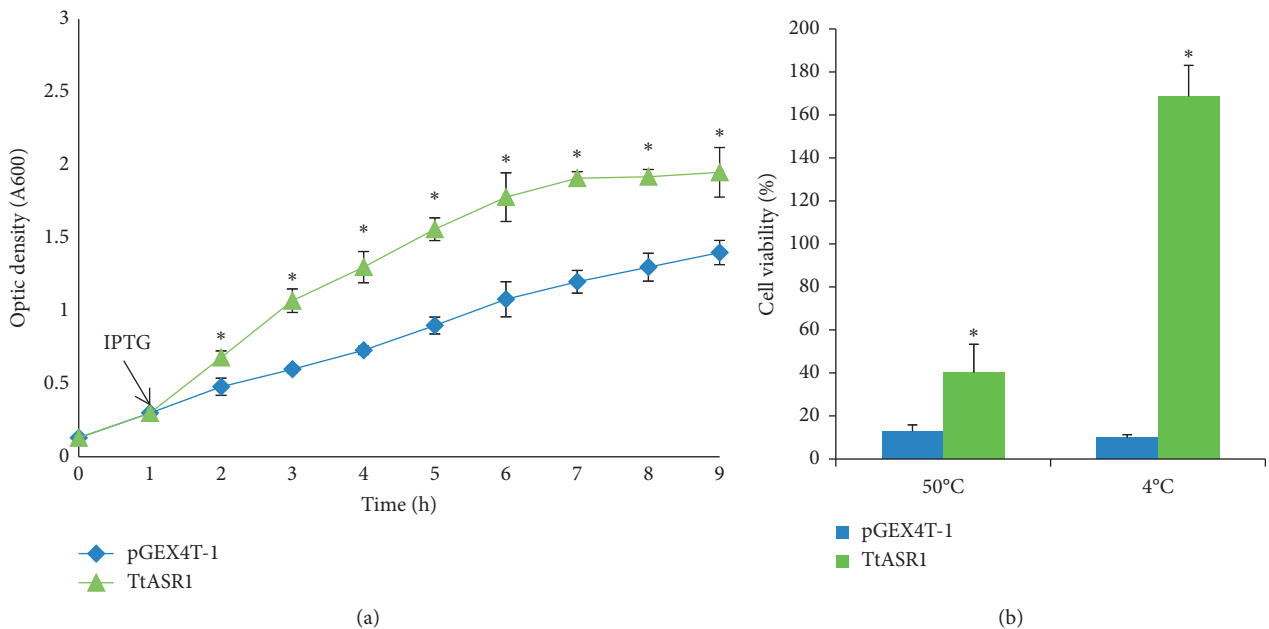 3
2.5
2
1.5
1
0.5
0
Optic density (A600)
IPTG
* * * * * * * *
0 1 2 3 4 5 6 7 8 9
Time (h)
pGEX4T-1
TtASR1
(a)
200
180
160
140
120
100
80
60
40
20
0
Cell viability (%)
*
*
50°C 4°C
pGEX4T-1
TtASR1
(b)